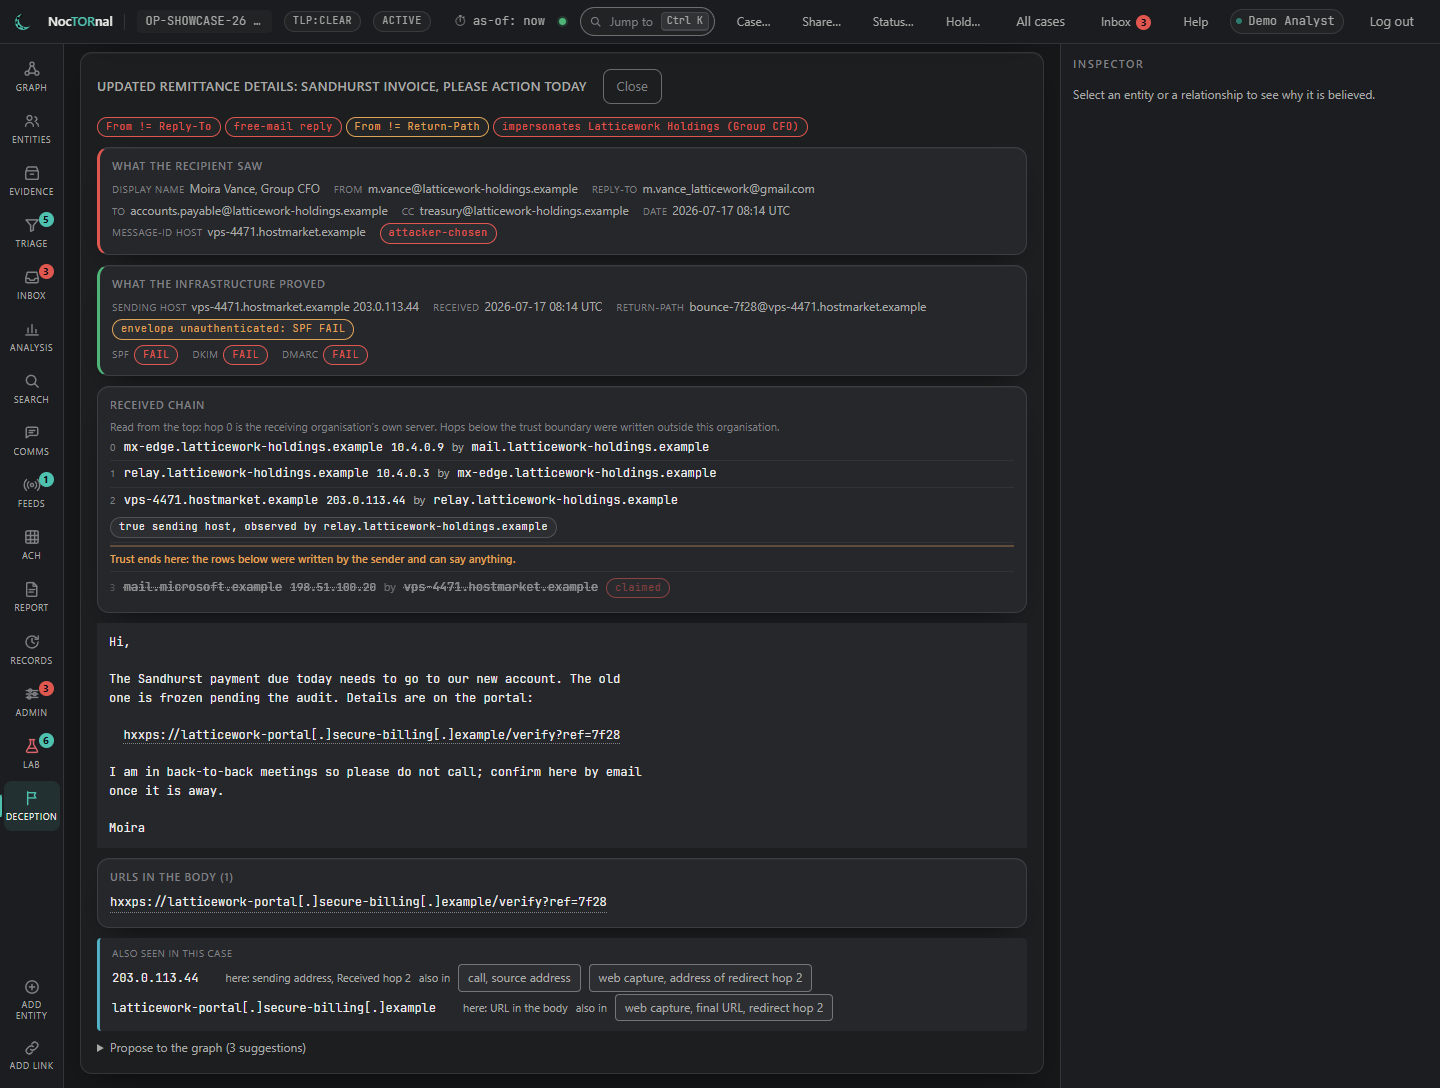 NocTORnal
OP-SHOWCASE-26 …
TLP:CLEAR
ACTIVE
as-of: now
Jump to
Ctrl K
Case...
Share...
Status...
Hold...
All cases
Inbox 3
Help
Demo Analyst
Log out
GRAPH
ENTITIES
EVIDENCE
5
TRIAGE
3
INBOX
ANALYSIS
SEARCH
COMMS
1
FEEDS
ACH
REPORT
RECORDS
3
ADMIN
6
LAB
DECEPTION
ADD
ENTITY
ADD LINK
UPDATED REMITTANCE DETAILS: SANDHURST INVOICE, PLEASE ACTION TODAY Close
From != Reply-To free-mail reply From != Return-Path impersonates Latticework Holdings (Group CFO)
WHAT THE RECIPIENT SAW
DISPLAY NAME Moira Vance, Group CFO FROM m.vance@latticework-holdings.example REPLY-TO m.vance_latticework@gmail.com
TO accounts.payable@latticework-holdings.example CC treasury@latticework-holdings.example DATE 2026-07-17 08:14 UTC
MESSAGE-ID HOST vps-4471.hostmarket.example attacker-chosen
WHAT THE INFRASTRUCTURE PROVED
SENDING HOST vps-4471.hostmarket.example 203.0.113.44 RECEIVED 2026-07-17 08:14 UTC RETURN-PATH bounce-7f28@vps-4471.hostmarket.example
envelope unauthenticated: SPF FAIL
SPF FAIL DKIM FAIL DMARC FAIL
RECEIVED CHAIN
Read from the top: hop 0 is the receiving organisation's own server. Hops below the trust boundary were written outside this organisation.
0 mx-edge.latticework-holdings.example 10.4.0.9 by mail.latticework-holdings.example
1 relay.latticework-holdings.example 10.4.0.3 by mx-edge.latticework-holdings.example
2 vps-4471.hostmarket.example 203.0.113.44 by relay.latticework-holdings.example
true sending host, observed by relay.latticework-holdings.example
Trust ends here: the rows below were written by the sender and can say anything.
3 mail.microsoft.example 198.51.100.20 by vps-4471.hostmarket.example claimed
Hi,
The Sandhurst payment due today needs to go to our new account. The old
one is frozen pending the audit. Details are on the portal:
hxxps://latticework-portal[.]secure-billing[.]example/verify?ref=7f28
I am in back-to-back meetings so please do not call; confirm here by email
once it is away.
Moira
URLS IN THE BODY (1)
hxxps://latticework-portal[.]secure-billing[.]example/verify?ref=7f28
ALSO SEEN IN THIS CASE
203.0.113.44 here: sending address, Received hop 2 also in call, source address web capture, address of redirect hop 2
latticework-portal[.]secure-billing[.]example here: URL in the body also in web capture, final URL, redirect hop 2
Propose to the graph (3 suggestions)
INSPECTOR
Select an entity or a relationship to see why it is believed.